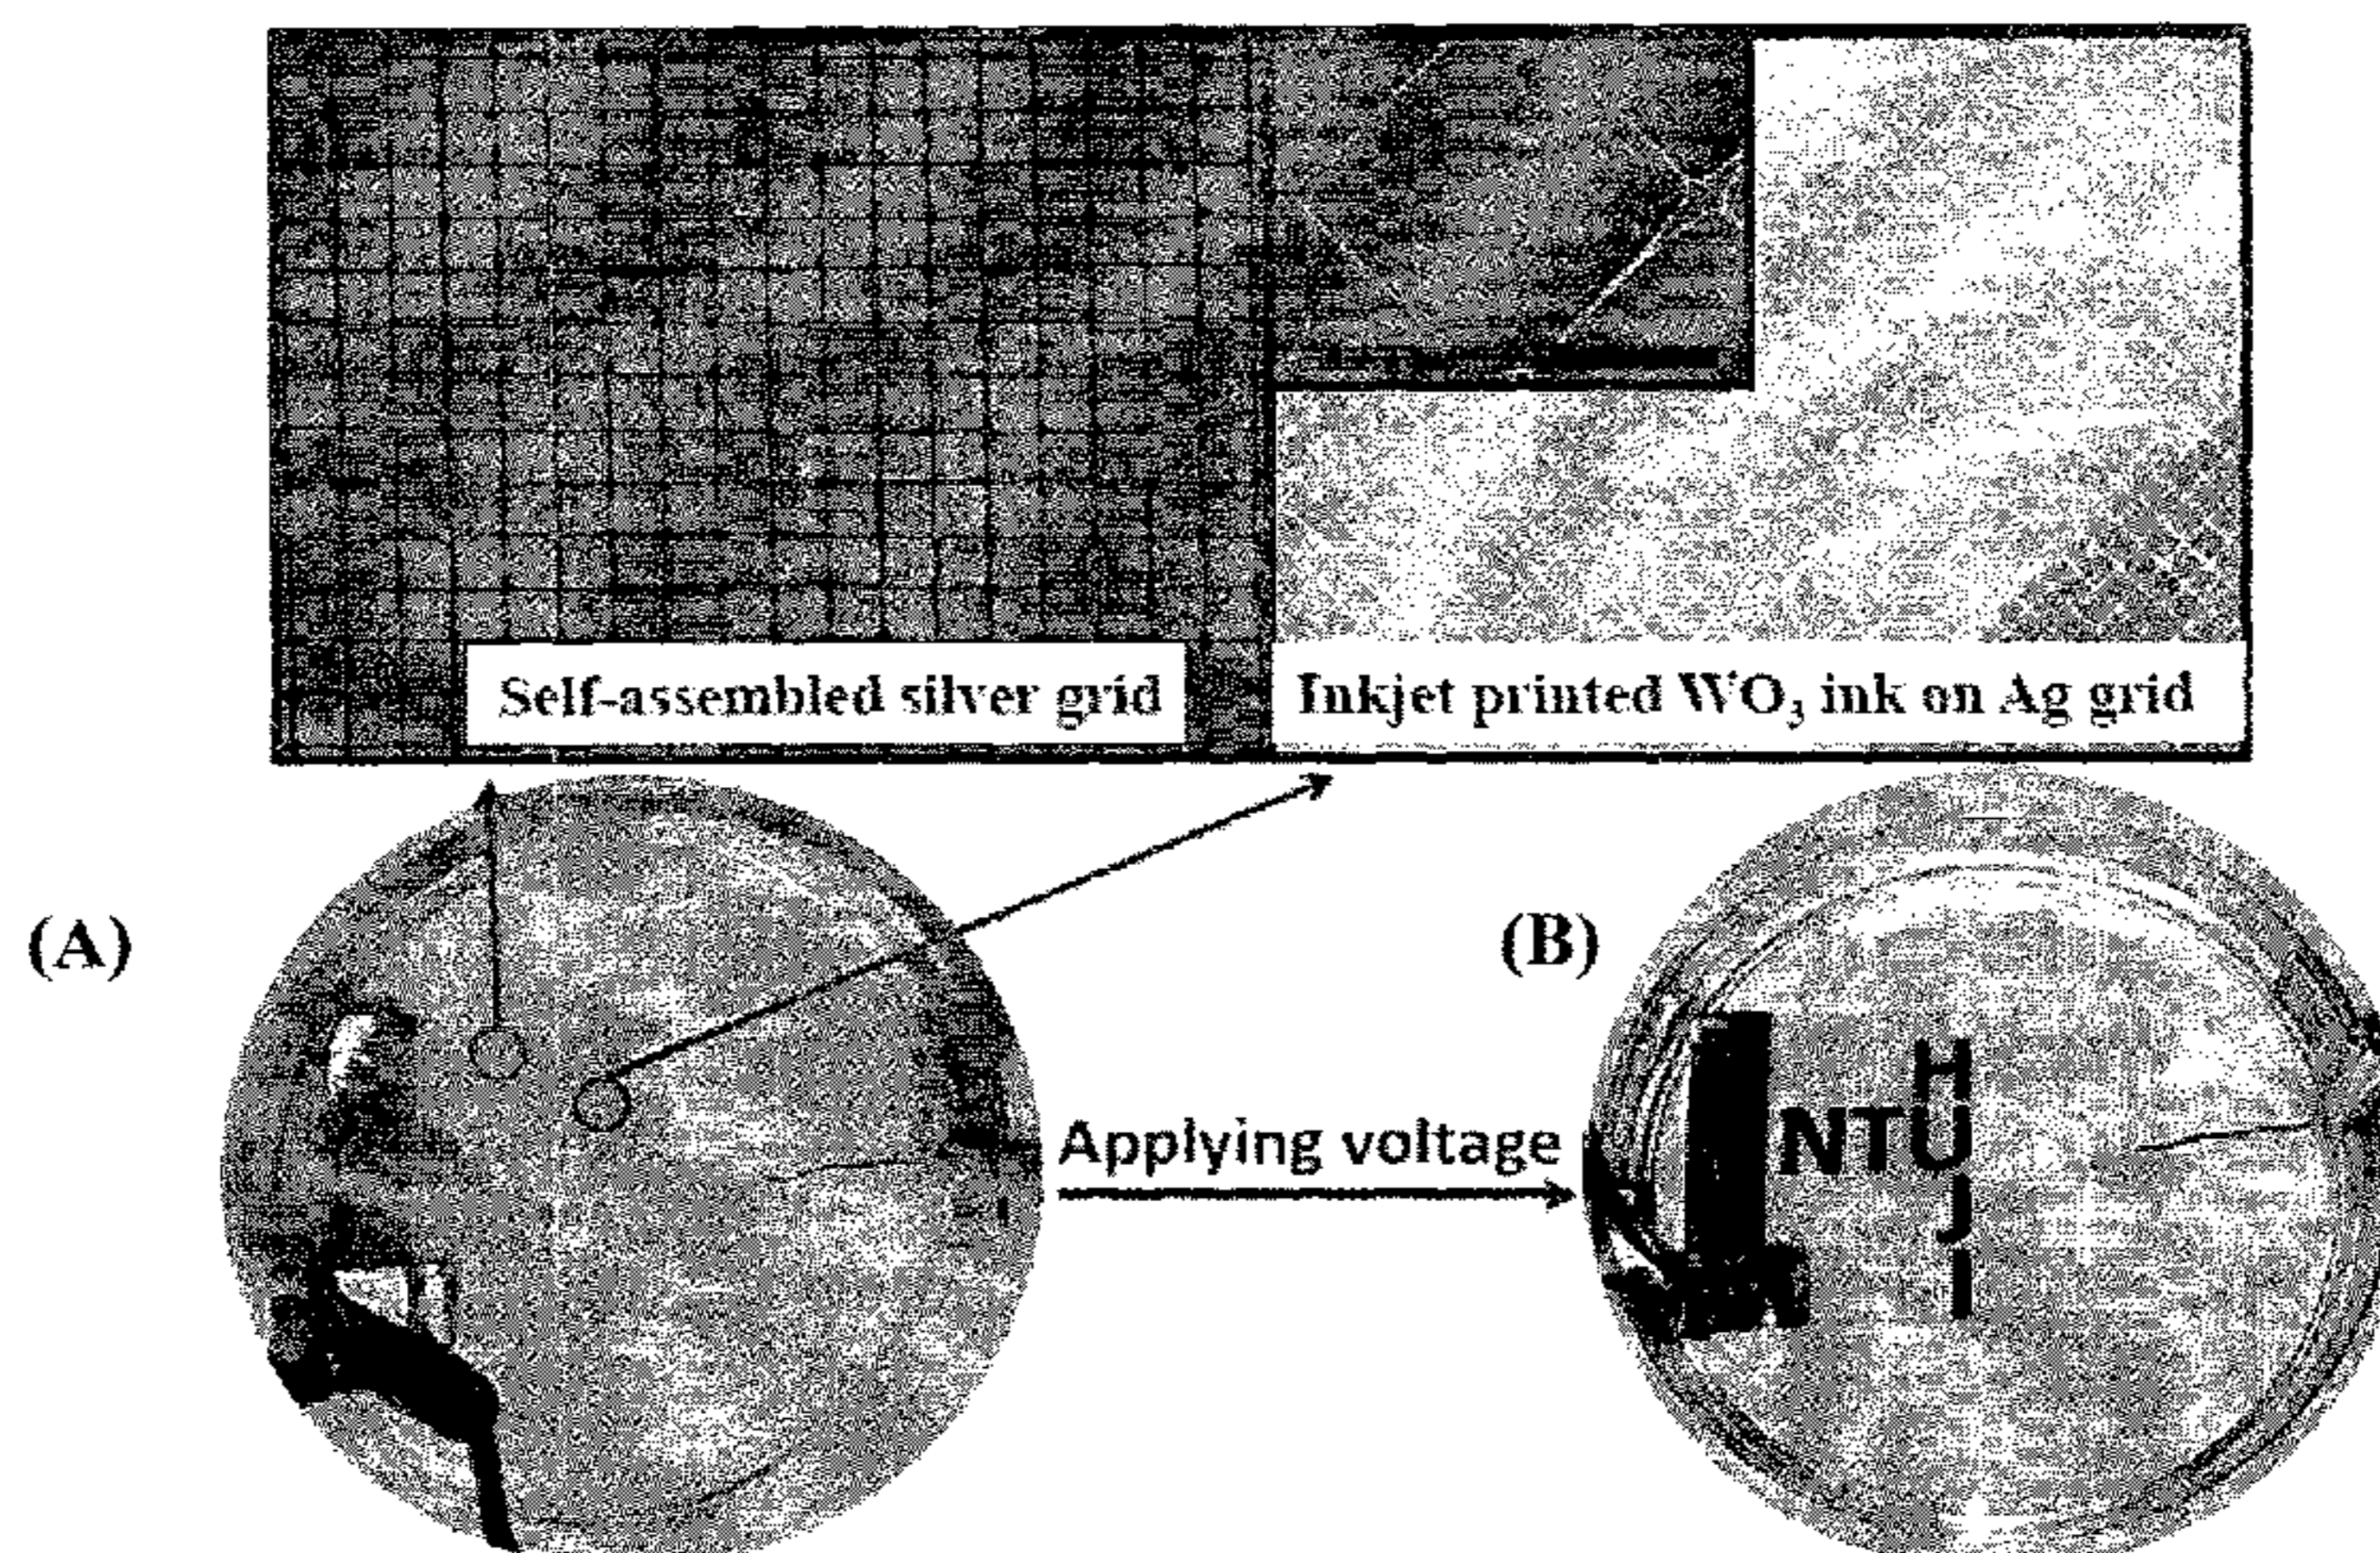 Self-assembled silver grid
Inkjet printed WO₃ ink on Ag grid
(A)
(B)
Applying voltage
H
NTU
J
I